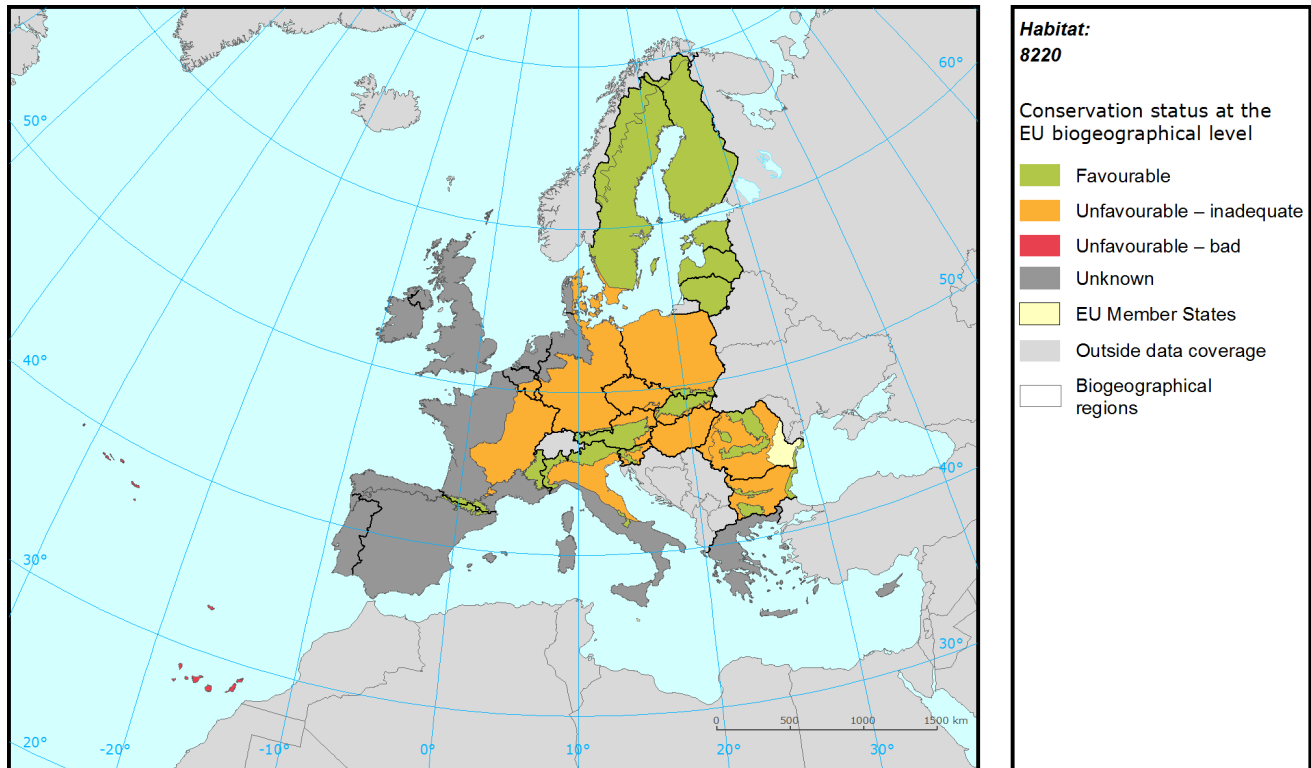 Habitat:
8220
Conservation status at the
EU biogeographical level
Favourable
Unfavourable – inadequate
Unfavourable – bad
Unknown
EU Member States
Outside data coverage
Biogeographical
regions
60°
50°
50°
40°
40°
30°
30°
0 500 1000 1500 km
20° -20° -10° 0° 10° 20° 30°